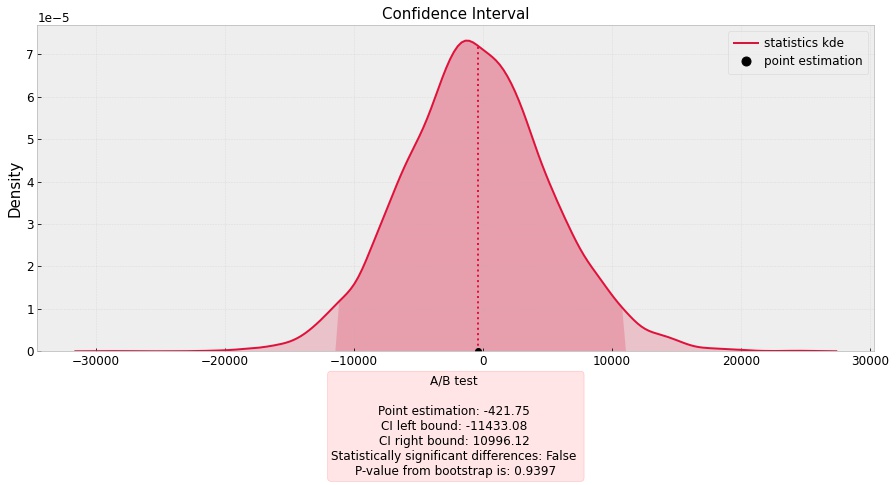 Confidence Interval
1e−5
statistics kde
point estimation
7
6
5
4
3
2
1
0
Density
−30000 −20000 −10000 0 10000 20000 30000
A/B test
Point estimation: -421.75
CI left bound: -11433.08
CI right bound: 10996.12
Statistically significant differences: False
P-value from bootstrap is: 0.9397